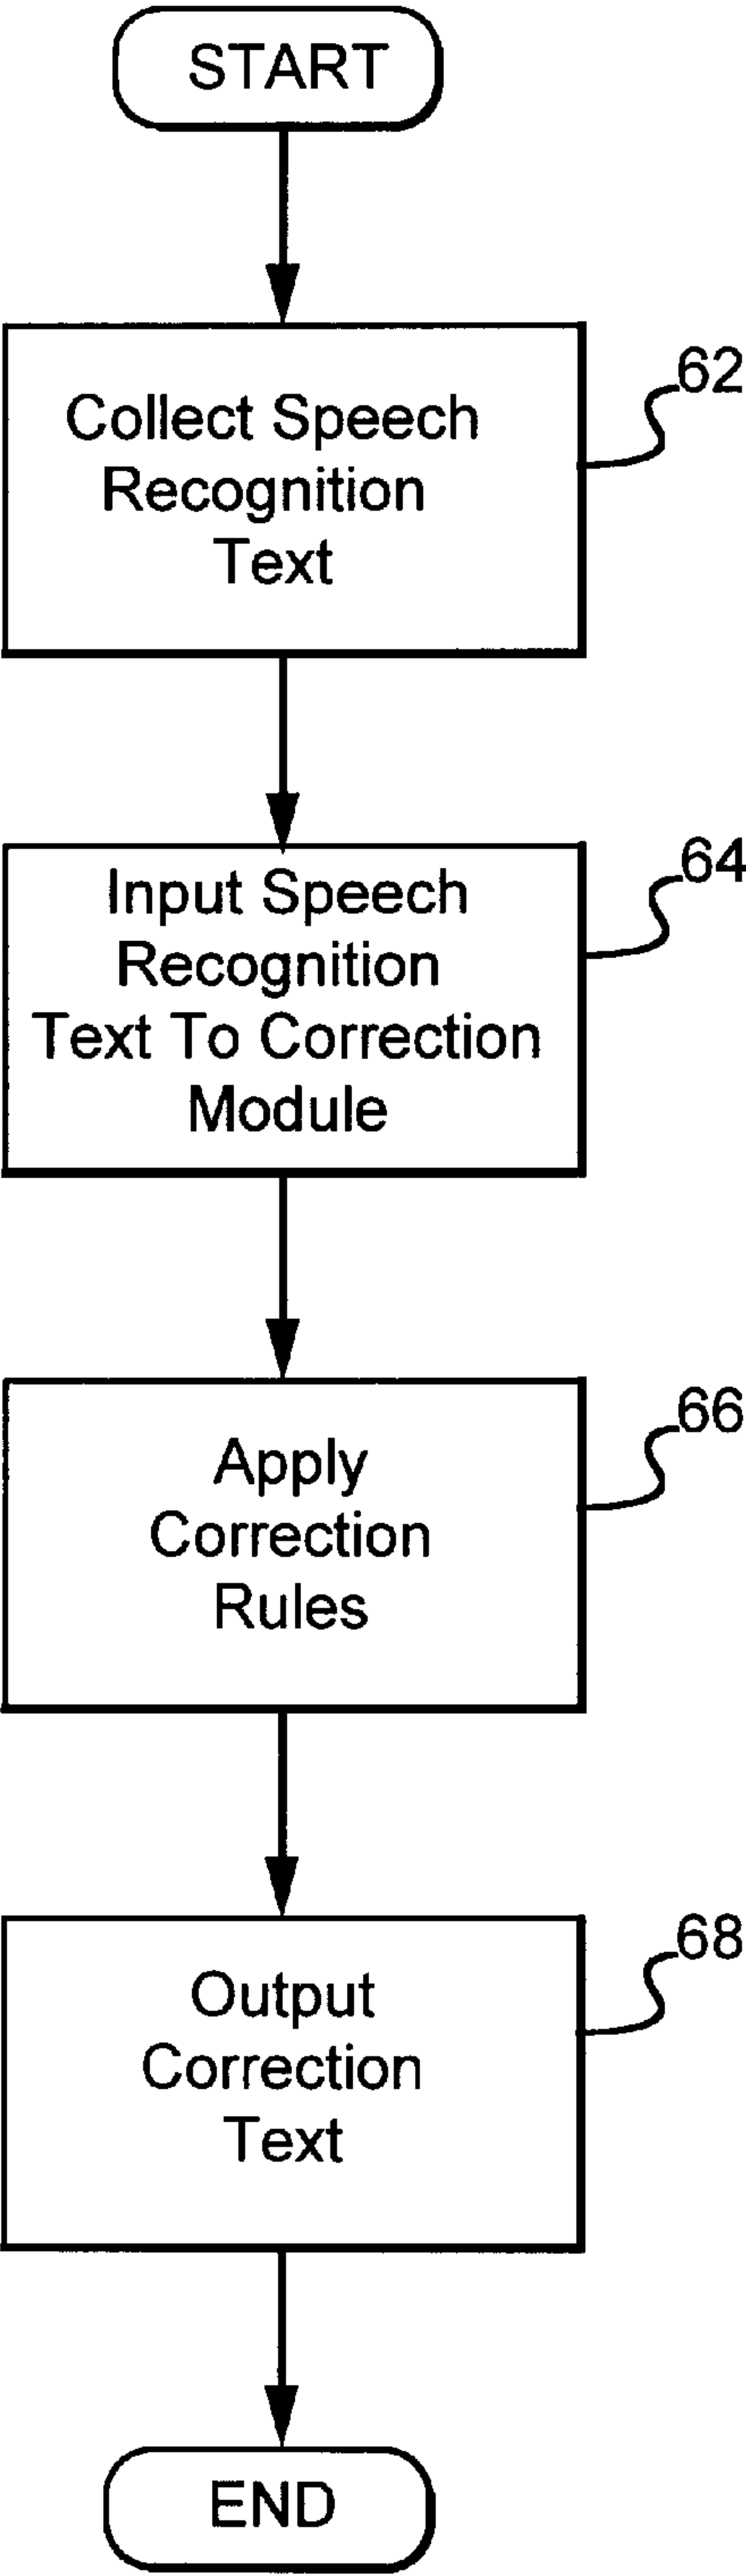 START
62
Collect Speech
Recognition
Text
64
Input Speech
Recognition
Text To Correction
Module
66
Apply
Correction
Rules
68
Output
Correction
Text
END